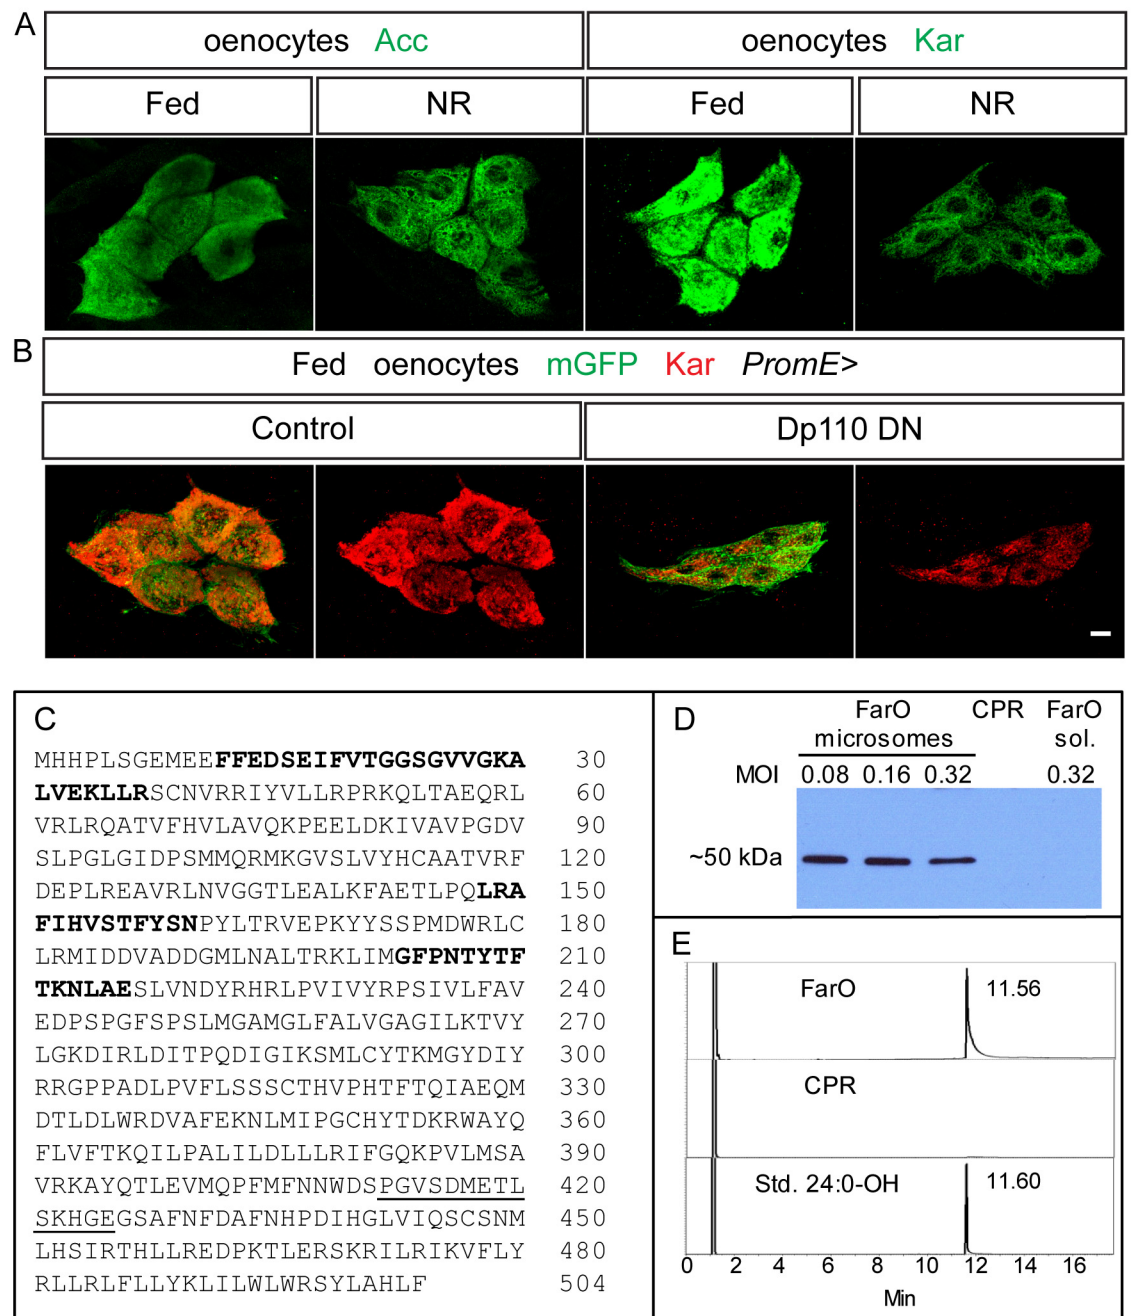 A
oenocytes Acc
oenocytes Kar
Fed
NR
Fed
NR
B
Fed oenocytes mGFP Kar PromE>
Control
Dp110 DN
C
MHHPLSGEMEEFFEDSEIFVTGGSGVVGKA 30
LVEKLLRSCNVRRIYVLLRPRKQLTAEQRL 60
VRLRQATVFHVLAVQKPEELDKIVAVPGDV 90
SLPGLGIDPSMMQRMKGVSLVYHCAATVRF 120
DEPLREAVRLNVGGTLEALKFAETLPQLRA 150
FIHVSTFYSNPYLTRVEPKYYSSPMDWRLC 180
LRMIDDVADDGMLNALTRKLIMGFPNTYTF 210
TKNLAESLVNDYRHRLPVIVYRPSIVLFAV 240
EDPSPGFSPSLMGAMGLFALVGAGILKTVY 270
LGKDIRLDITPQDIGIKSMLCYTKMGYDIY 300
RRGPPADLPVFLSSSCTHVPHTFTQIAEQM 330
DTLDLWRDVAFEKNLMIPGCHYTDKRWAYQ 360
FLVFTKQILPALILDLLLRIFGQKPVLMSA 390
VRKAYQTLEVMQPFMFNNWDSPGVSDMETL 420
SKHGEGSAFNFDAFNHPDIHGLVIQSCSNM 450
LHSIRTHLLREDPKTLERSKRILRIKVFLY 480
RLLRLFLLYKLILWLWRSYLAHLF 504
D
FarO microsomes
CPR
FarO sol.
MOI 0.08 0.16 0.32 0.32
~50 kDa
E
FarO 11.56
CPR
Std. 24:0-OH 11.60
0 2 4 6 8 10 12 14 16
Min